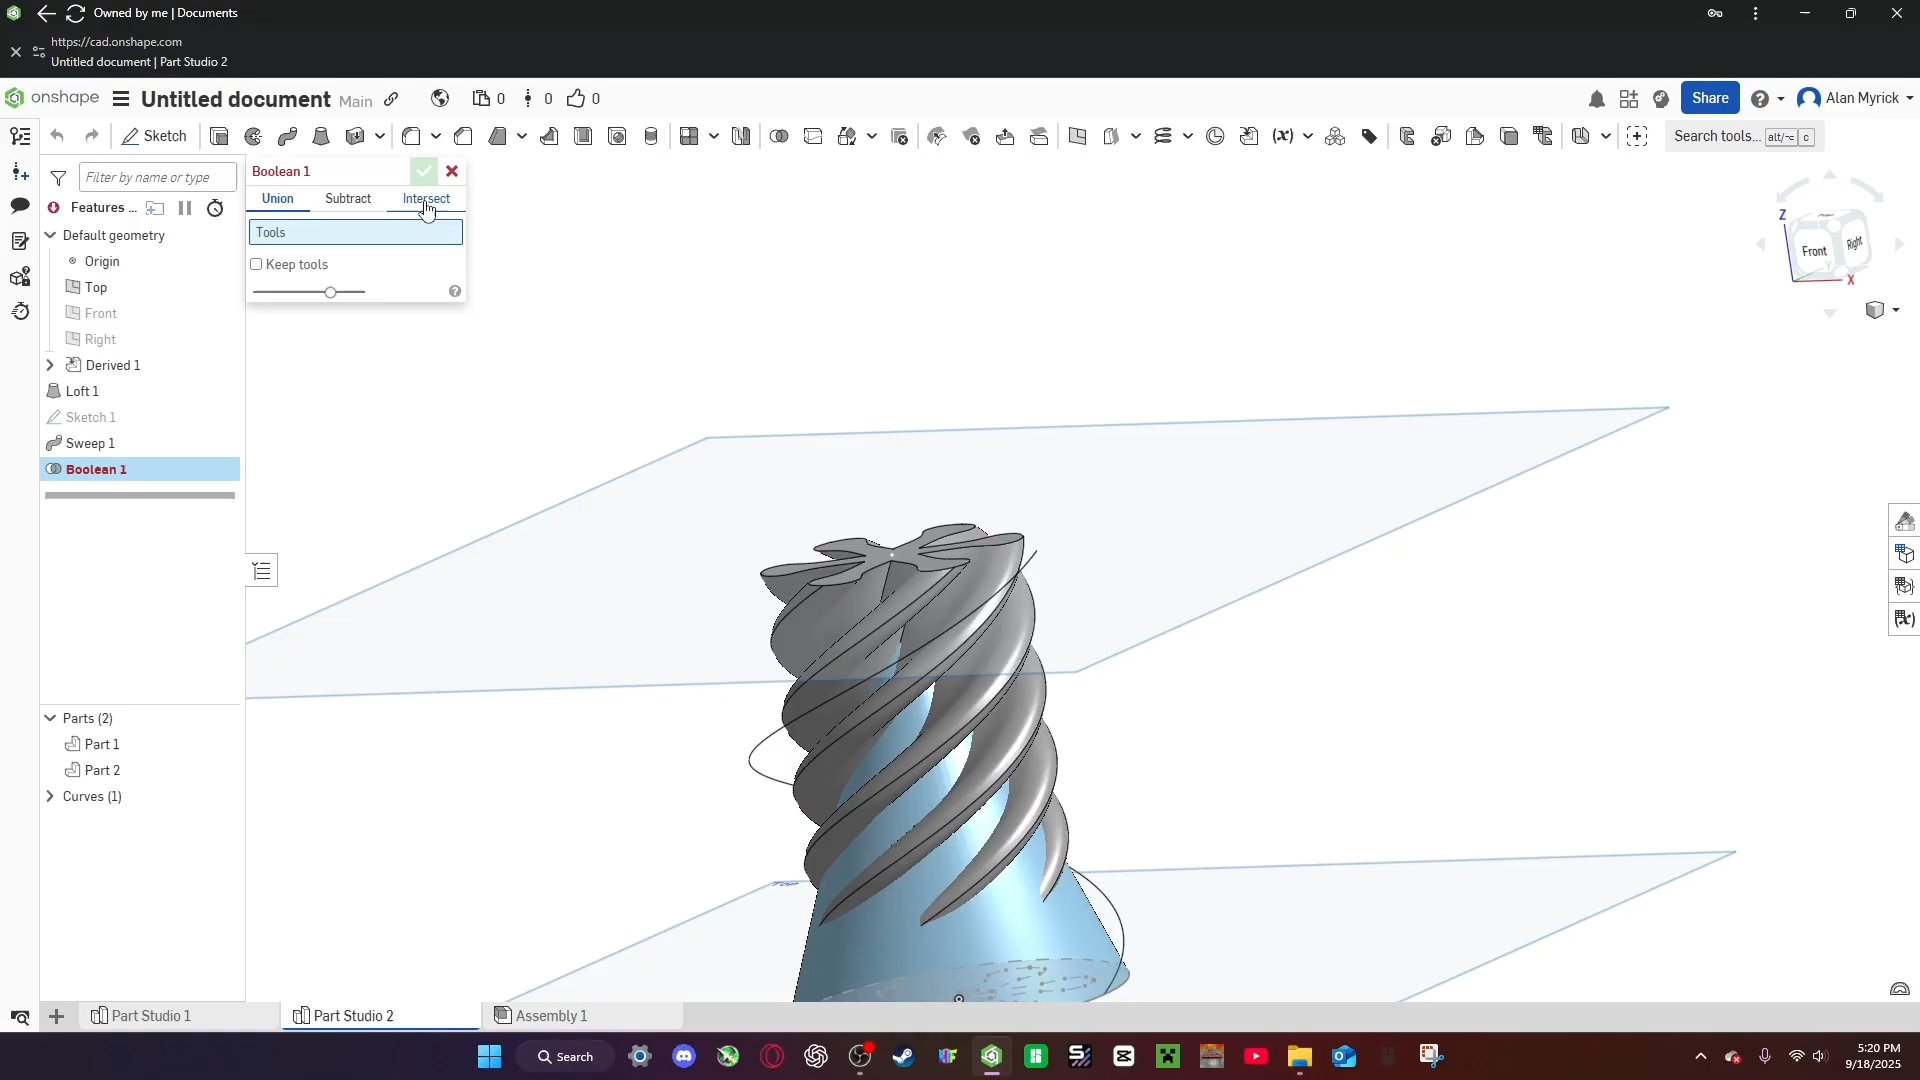 Owned by me | Documents
https://cad.onshape.com
Untitled document | Part Studio 2
onshape
Untitled document Main
0
0
0
Share
Alan Myrick
Sketch
Search tools... alt/⌥ c
Filter by name or type
Features ...
Default geometry
Origin
Top
Front
Right
Derived 1
Loft 1
Sketch 1
Sweep 1
Boolean 1
Parts (2)
Part 1
Part 2
Curves (1)
Boolean 1
Union Subtract Intersect
Tools
Keep tools
Z
Front
Right
Y
X
Top
Part Studio 1
Part Studio 2
Assembly 1
Search
5:20 PM
9/18/2025